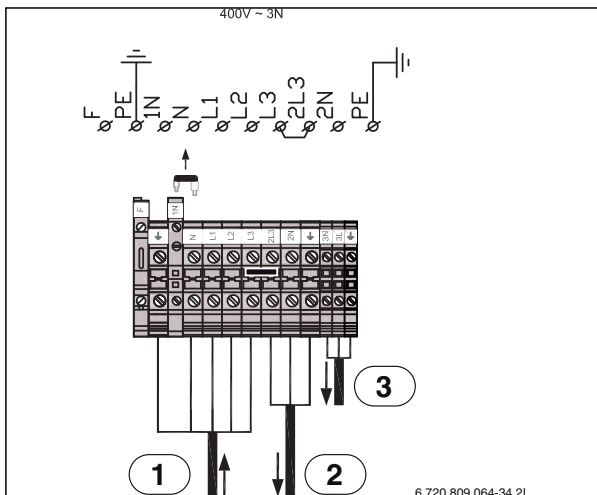 400V ~ 3N
F PE 1N N L1 L2 L3 2L3 2N PE
F 1N
N L1 L2 L3 2L3 2N 3N 3L
3
1 2
6 720 809 064-34.2I